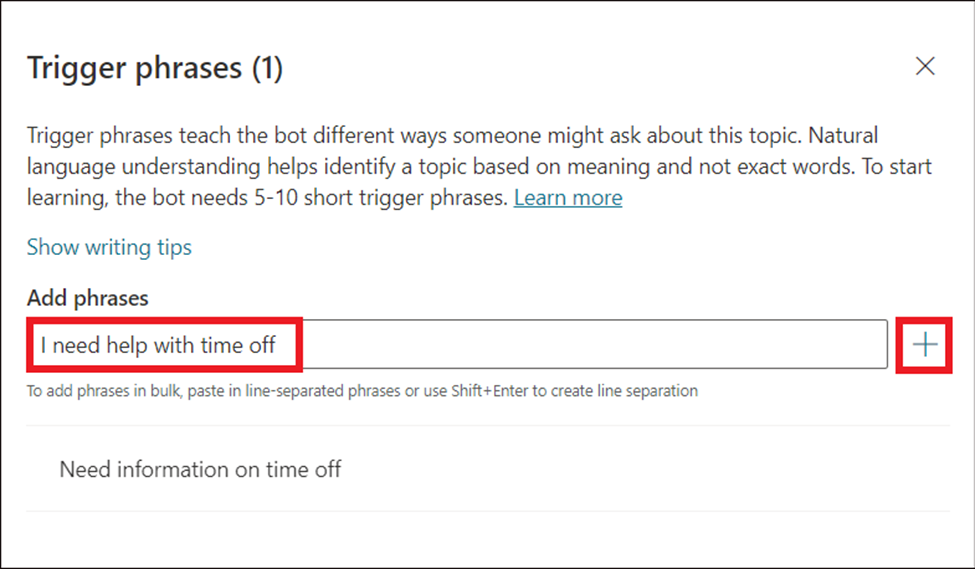 Trigger phrases (1)
Trigger phrases teach the bot different ways someone might ask about this topic. Natural
language understanding helps identify a topic based on meaning and not exact words. To start
learning, the bot needs 5-10 short trigger phrases. Learn more
Show writing tips
Add phrases
I need help with time off
To add phrases in bulk, paste in line-separated phrases or use Shift+Enter to create line separation
Need information on time off